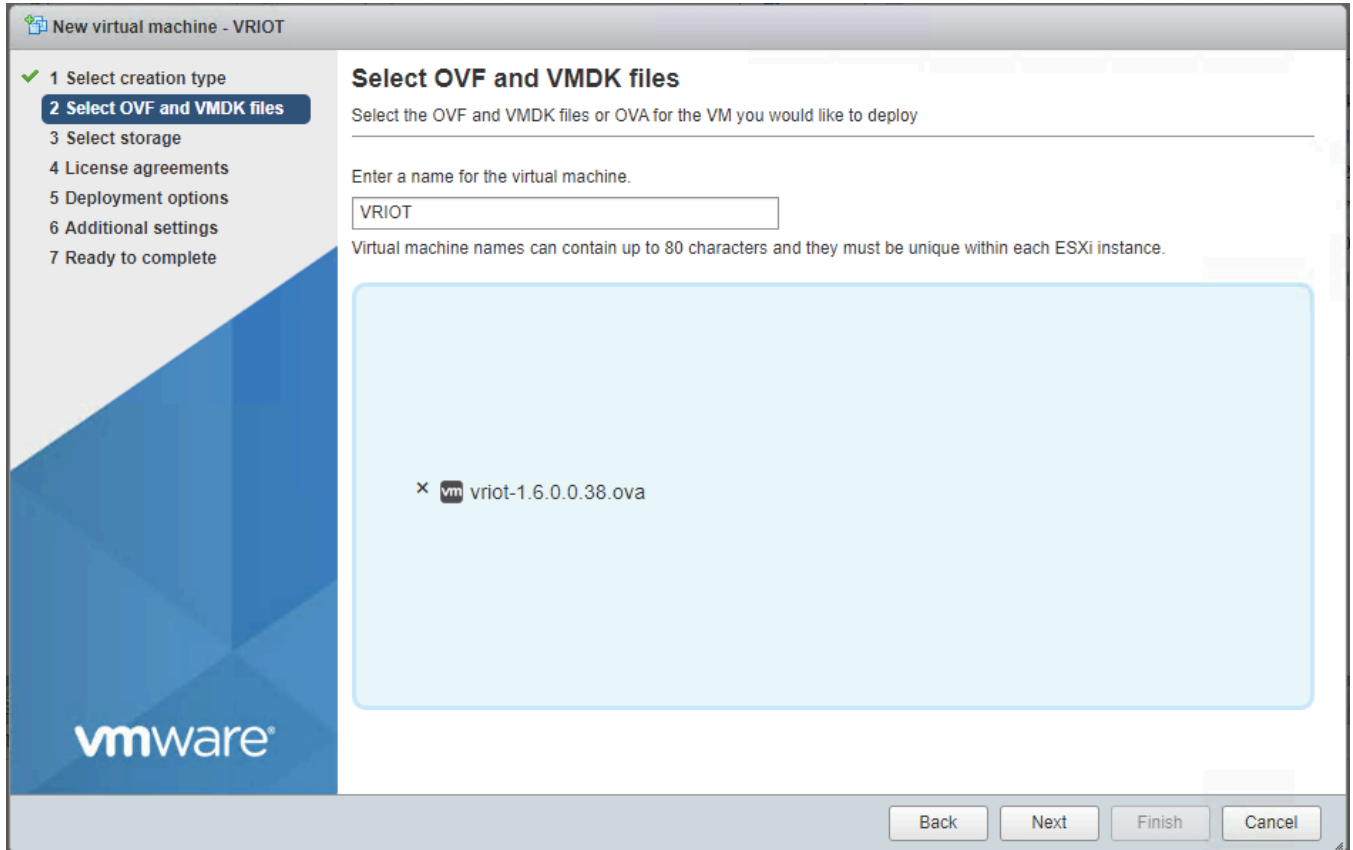 New virtual machine - VRIOT
1 Select creation type
2 Select OVF and VMDK files
3 Select storage
4 License agreements
5 Deployment options
6 Additional settings
7 Ready to complete
vmware®
Select OVF and VMDK files
Select the OVF and VMDK files or OVA for the VM you would like to deploy
Enter a name for the virtual machine.
VRIOT
Virtual machine names can contain up to 80 characters and they must be unique within each ESXi instance.
× vm vriot-1.6.0.0.38.ova
Back Next Finish Cancel